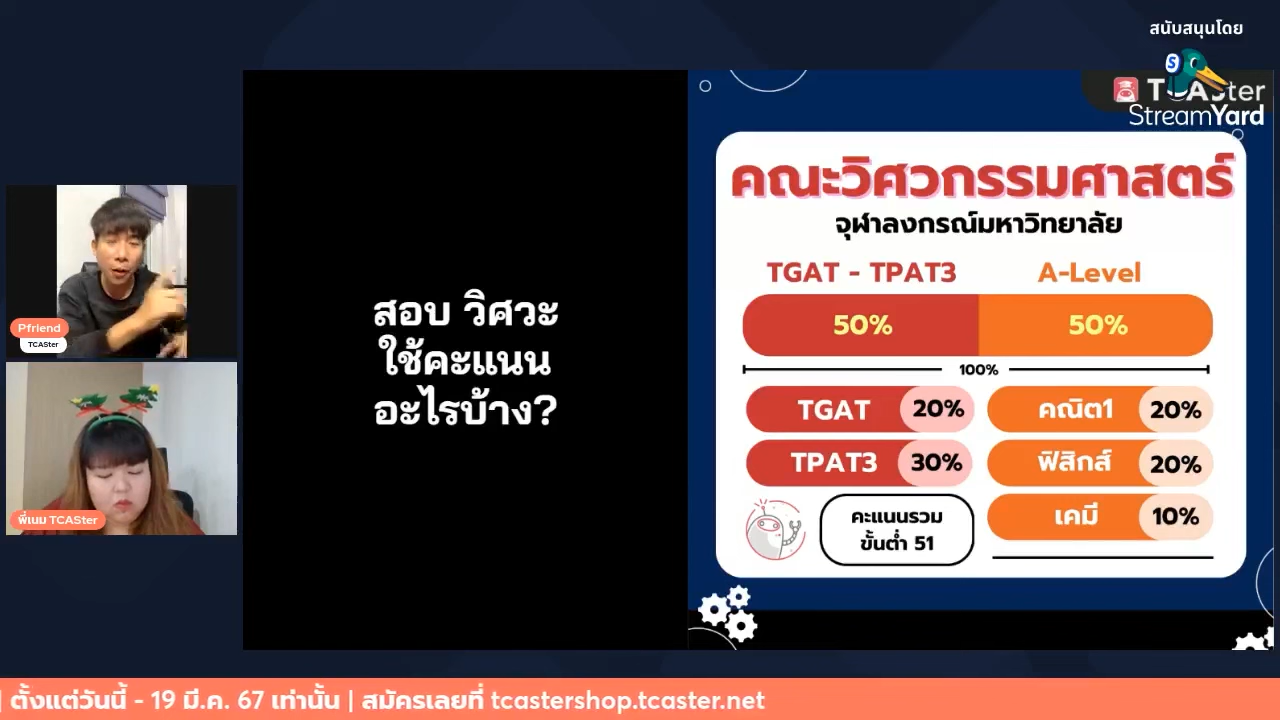 สนับสนุนโดย
TCASter
StreamYard
คณะวิศวกรรมศาสตร์
จุฬาลงกรณ์มหาวิทยาลัย
TGAT - TPAT3
A-Level
50%
50%
100%
TGAT 20%
คณิต1 20%
TPAT3 30%
ฟิสิกส์ 20%
คะแนนรวม
ขั้นต่ำ 51
เคมี 10%
สอบ วิศวะ
ใช้คะแนน
อะไรบ้าง?
Pfriend
TCASter
พี่เนม TCASter
ตั้งแต่วันนี้ - 19 มี.ค. 67 เท่านั้น | สมัครเลยที่ tcastershop.tcaster.net